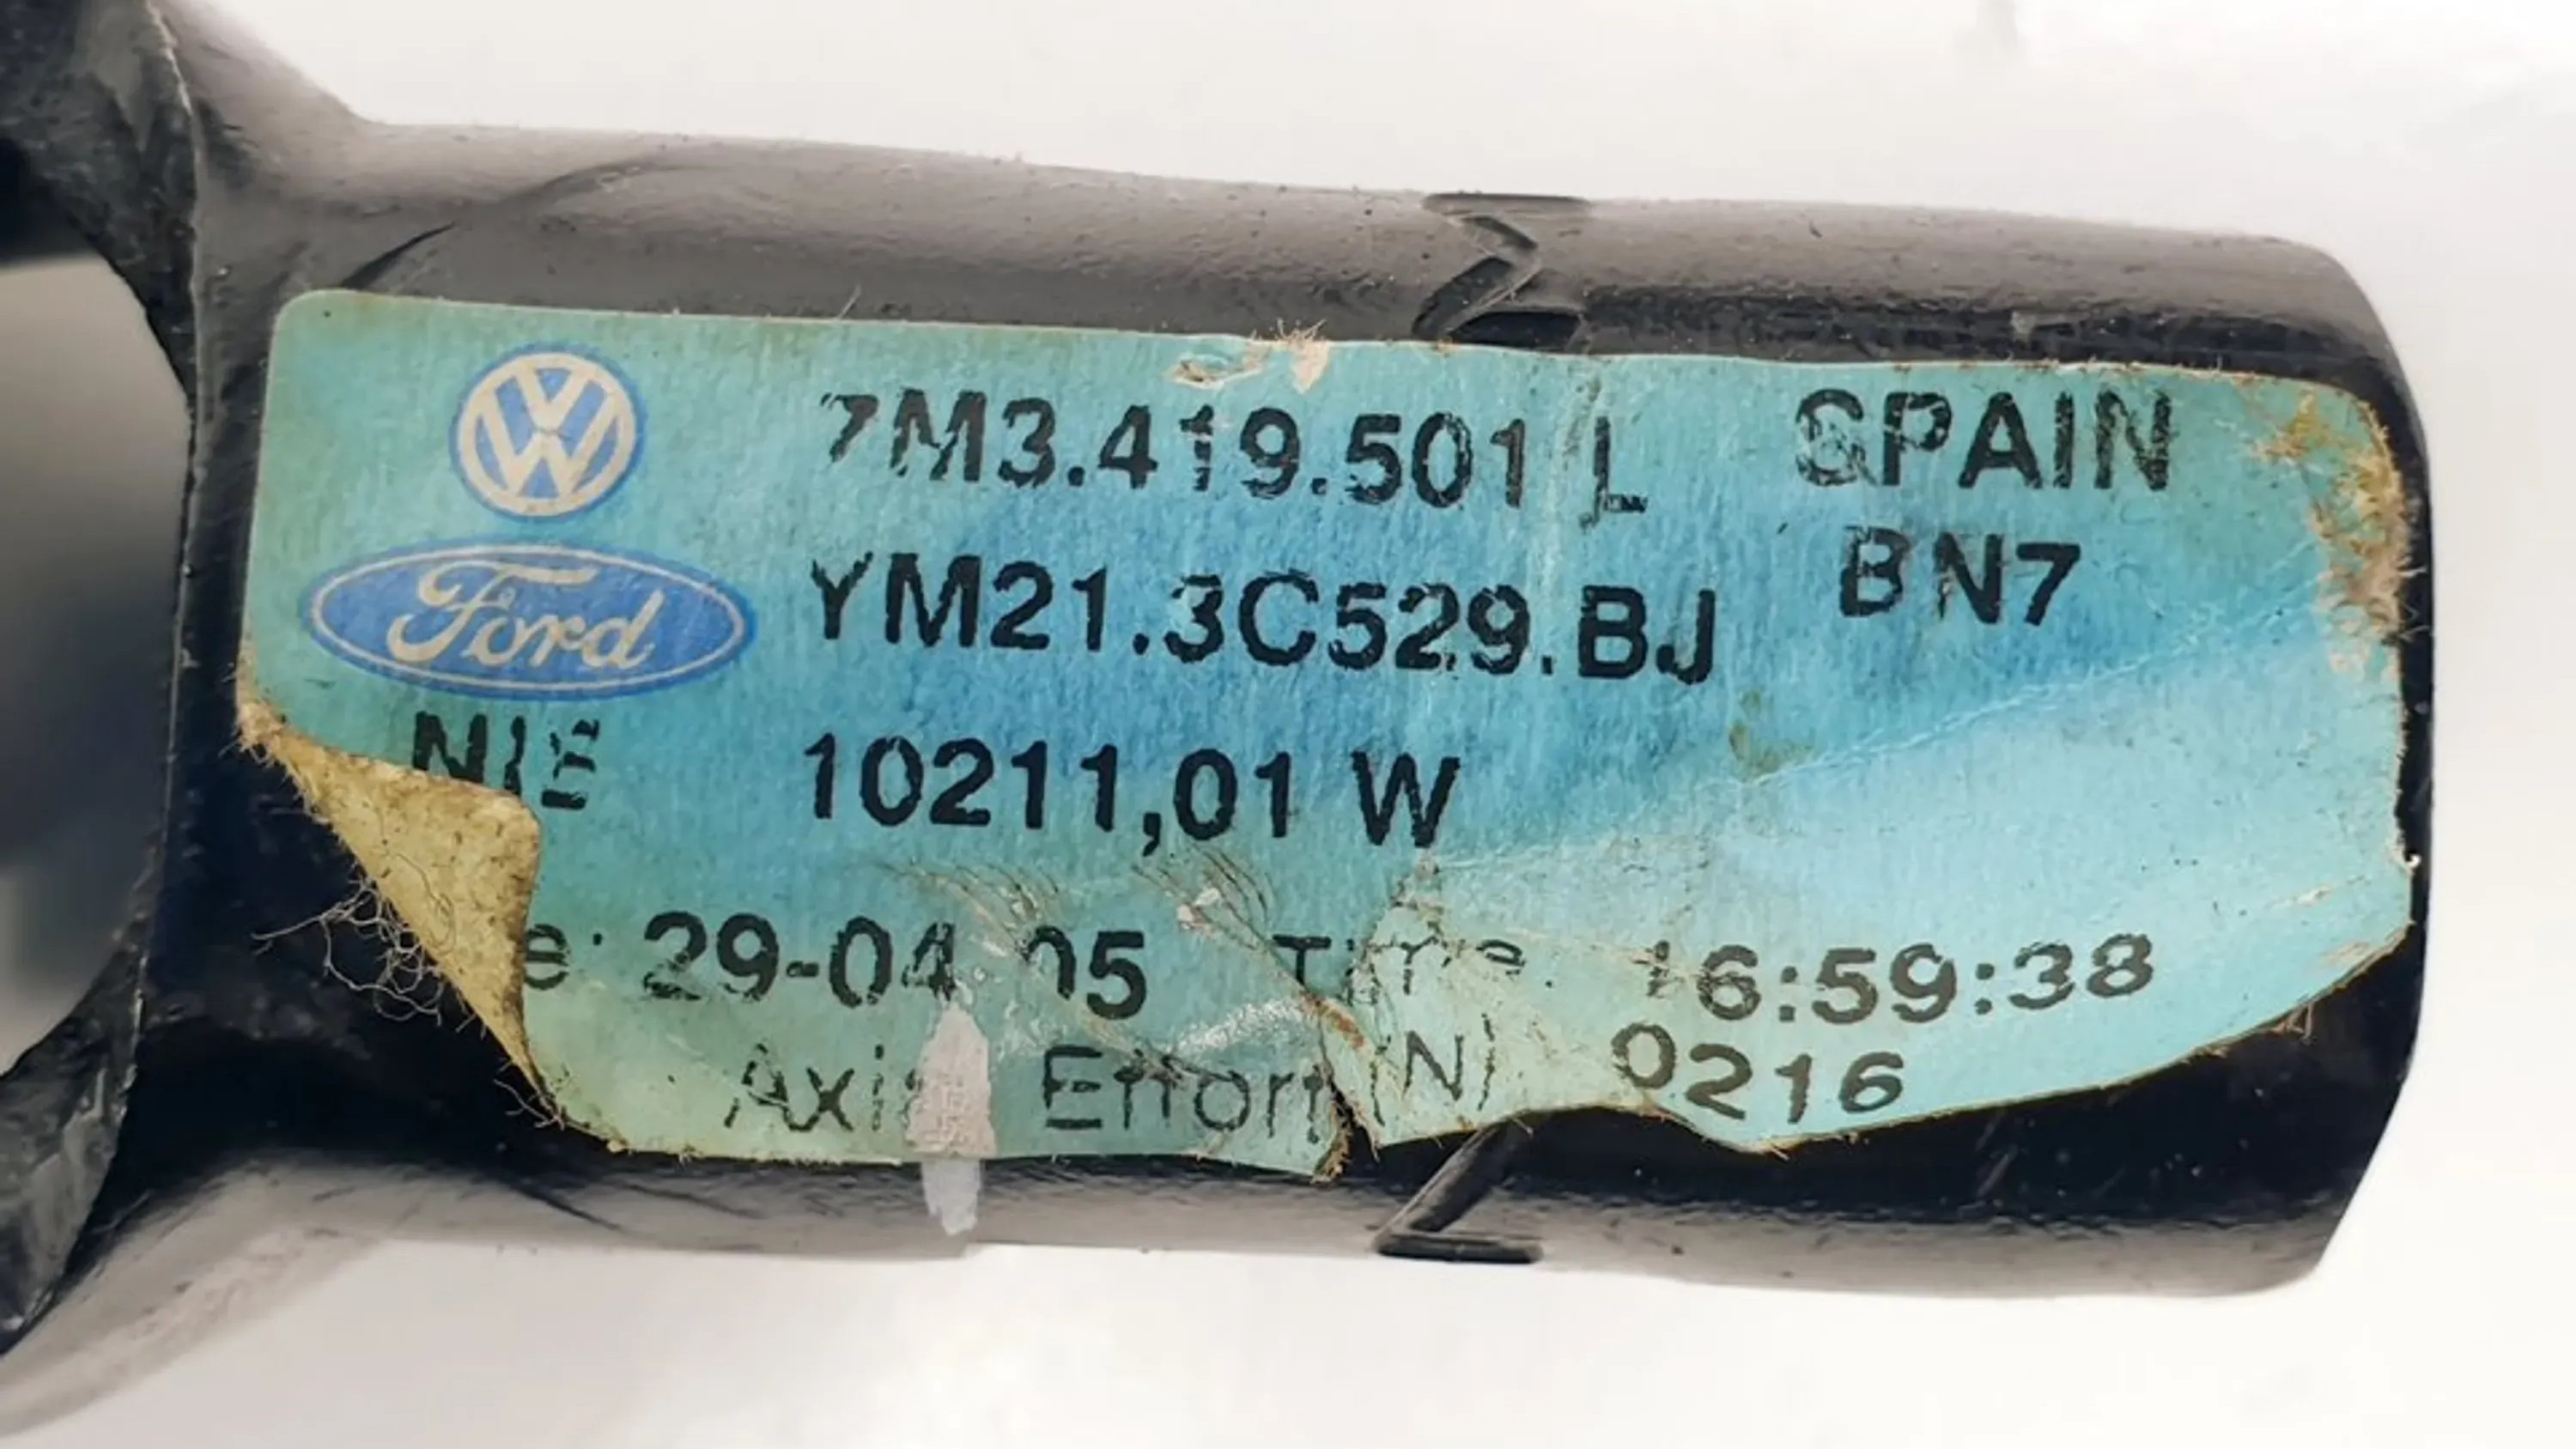 7M3.419.501 L SPAIN
Ford YM21.3C529.BJ BN7
10211,01 W
29-04 05 Time: 16:59:38
Effort (N) 0216